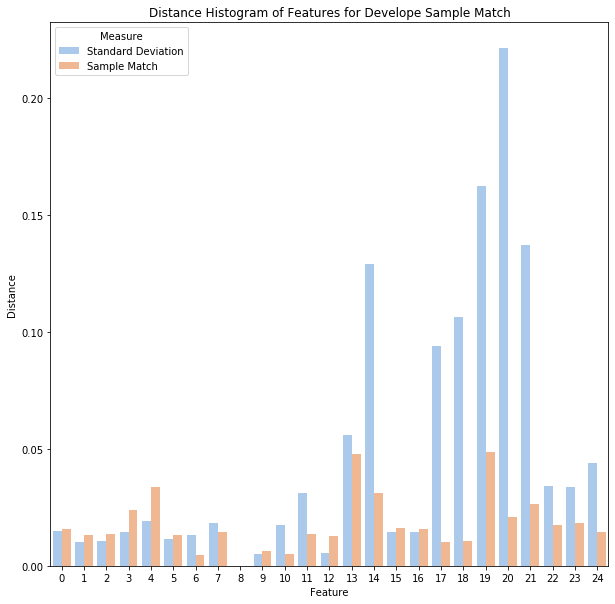 Distance Histogram of Features for Develope Sample Match
Measure
Standard Deviation
Sample Match
0.20
0.15
0.10
0.05
0.00
Distance
0 1 2 3 4 5 6 7 8 9 10 11 12 13 14 15 16 17 18 19 20 21 22 23 24
Feature